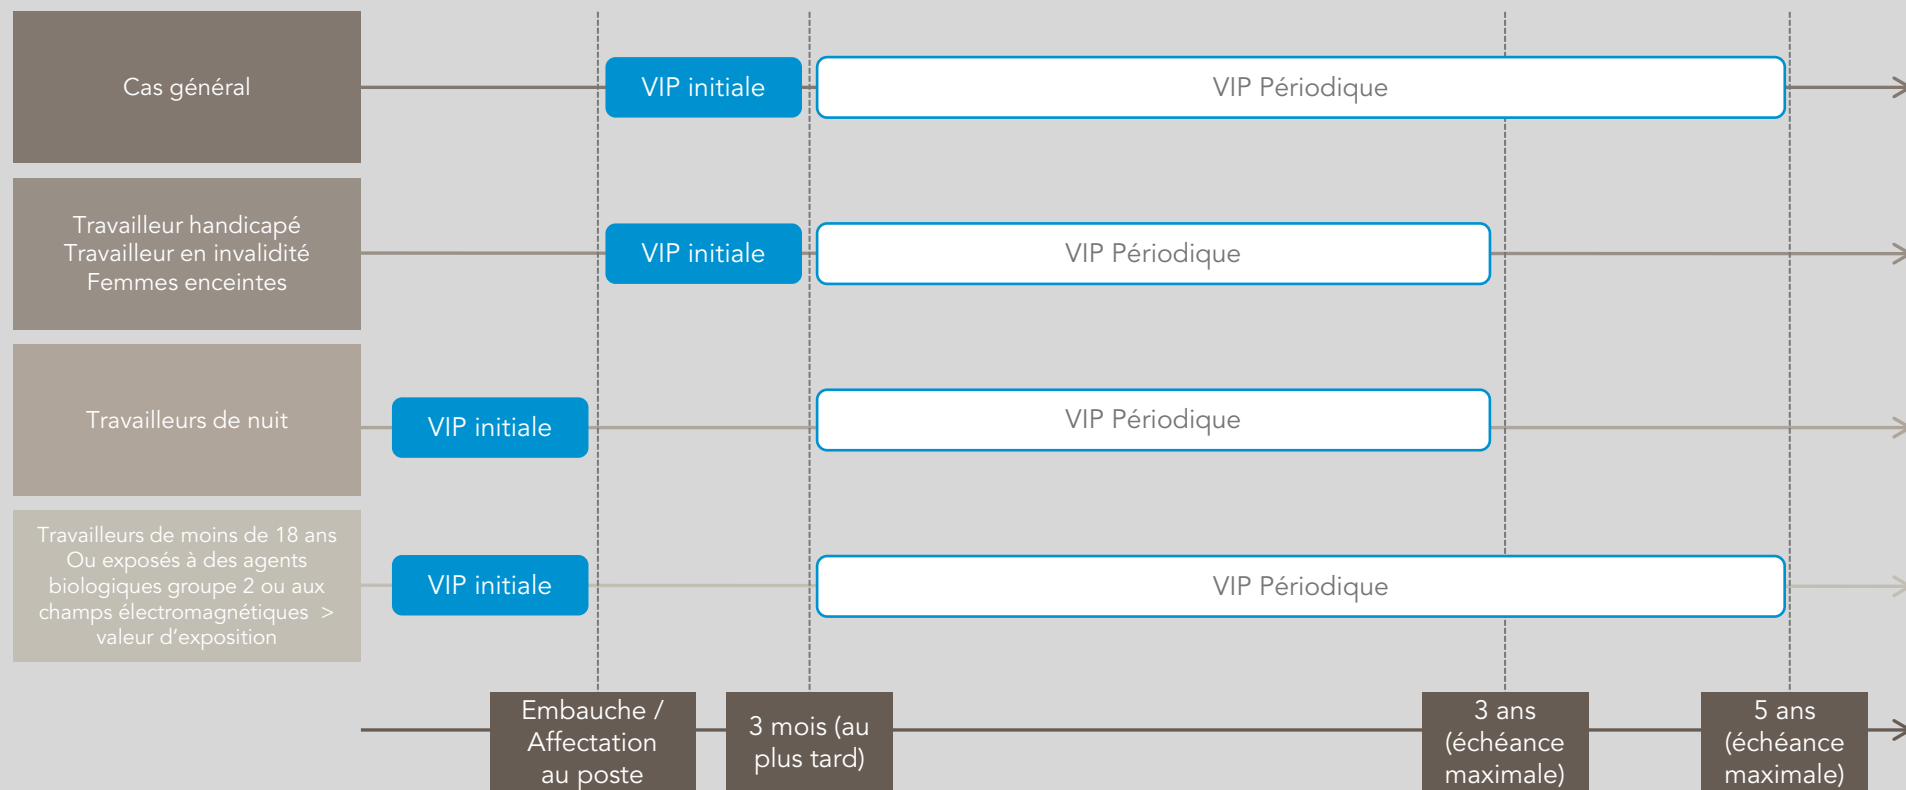 Cas général
VIP initiale
VIP Périodique
Travailleur handicapé
Travailleur en invalidité
Femmes enceintes
VIP initiale
VIP Périodique
Travailleurs de nuit
VIP initiale
VIP Périodique
Travailleurs de moins de 18 ans
Ou exposés à des agents
biologiques groupe 2 ou aux
champs électromagnétiques >
valeur d’exposition
VIP initiale
VIP Périodique
Embauche /
Affectation
au poste
3 mois (au
plus tard)
3 ans
(échéance
maximale)
5 ans
(échéance
maximale)